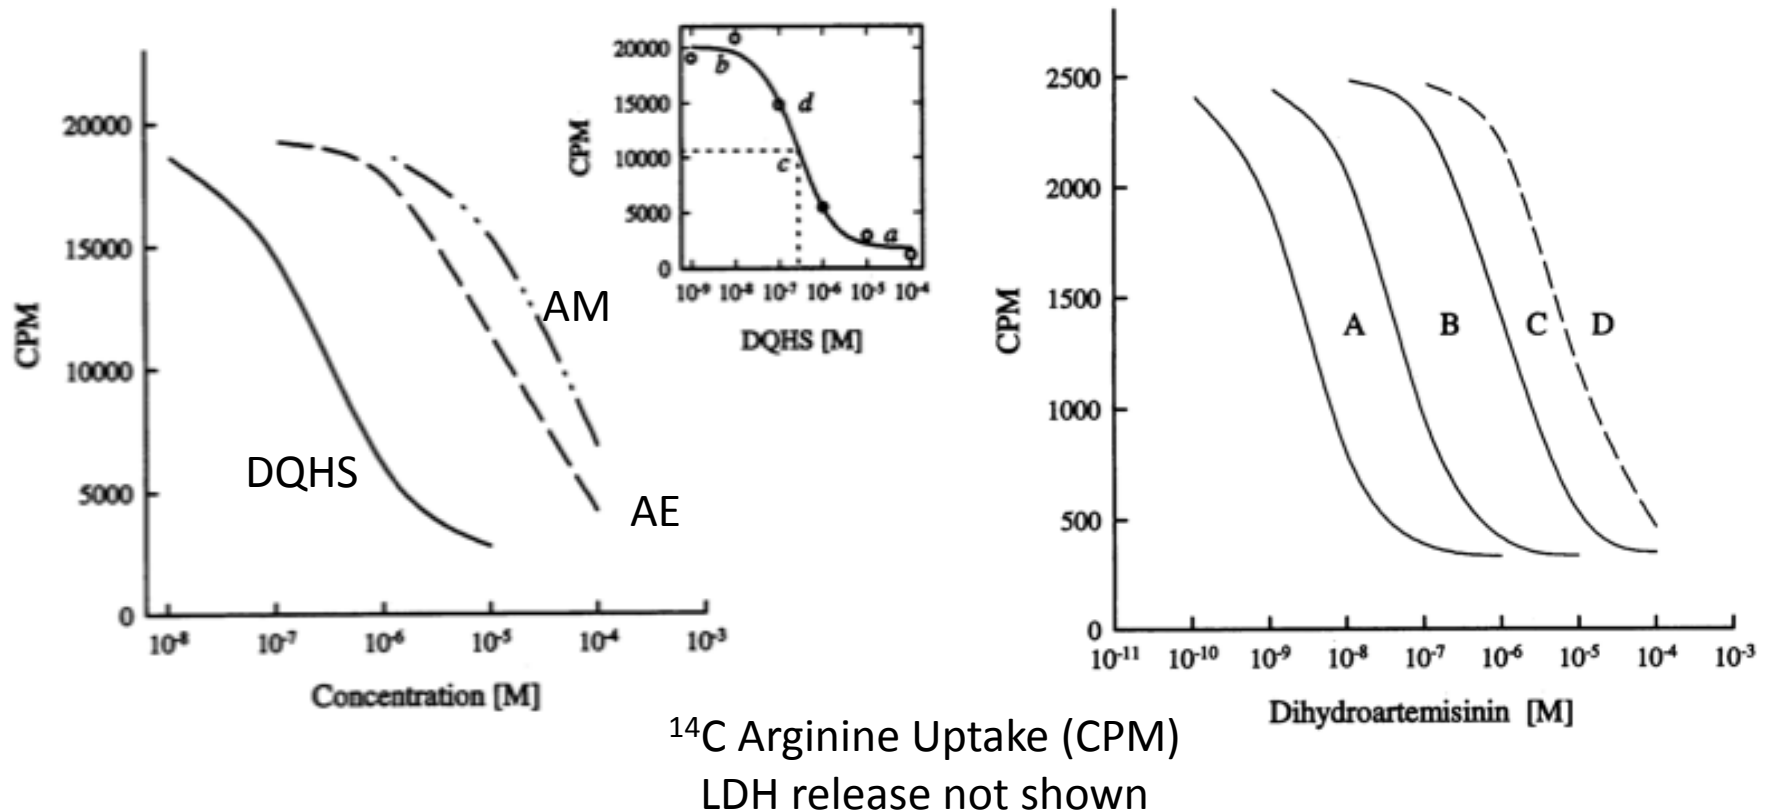 20000
15000
10000
5000
0
CPM
10⁻⁸ 10⁻⁷ 10⁻⁶ 10⁻⁵ 10⁻⁴ 10⁻³
Concentration [M]
DQHS
AM
AE
20000
15000
10000
5000
0
CPM
b
d
c
a
10⁻⁹ 10⁻⁸ 10⁻⁷ 10⁻⁶ 10⁻⁵ 10⁻⁴
DQHS [M]
2500
2000
1500
1000
500
0
CPM
A B C D
10⁻¹¹ 10⁻¹⁰ 10⁻⁹ 10⁻⁸ 10⁻⁷ 10⁻⁶ 10⁻⁵ 10⁻⁴ 10⁻³
Dihydroartemisinin [M]
¹⁴C Arginine Uptake (CPM)
LDH release not shown